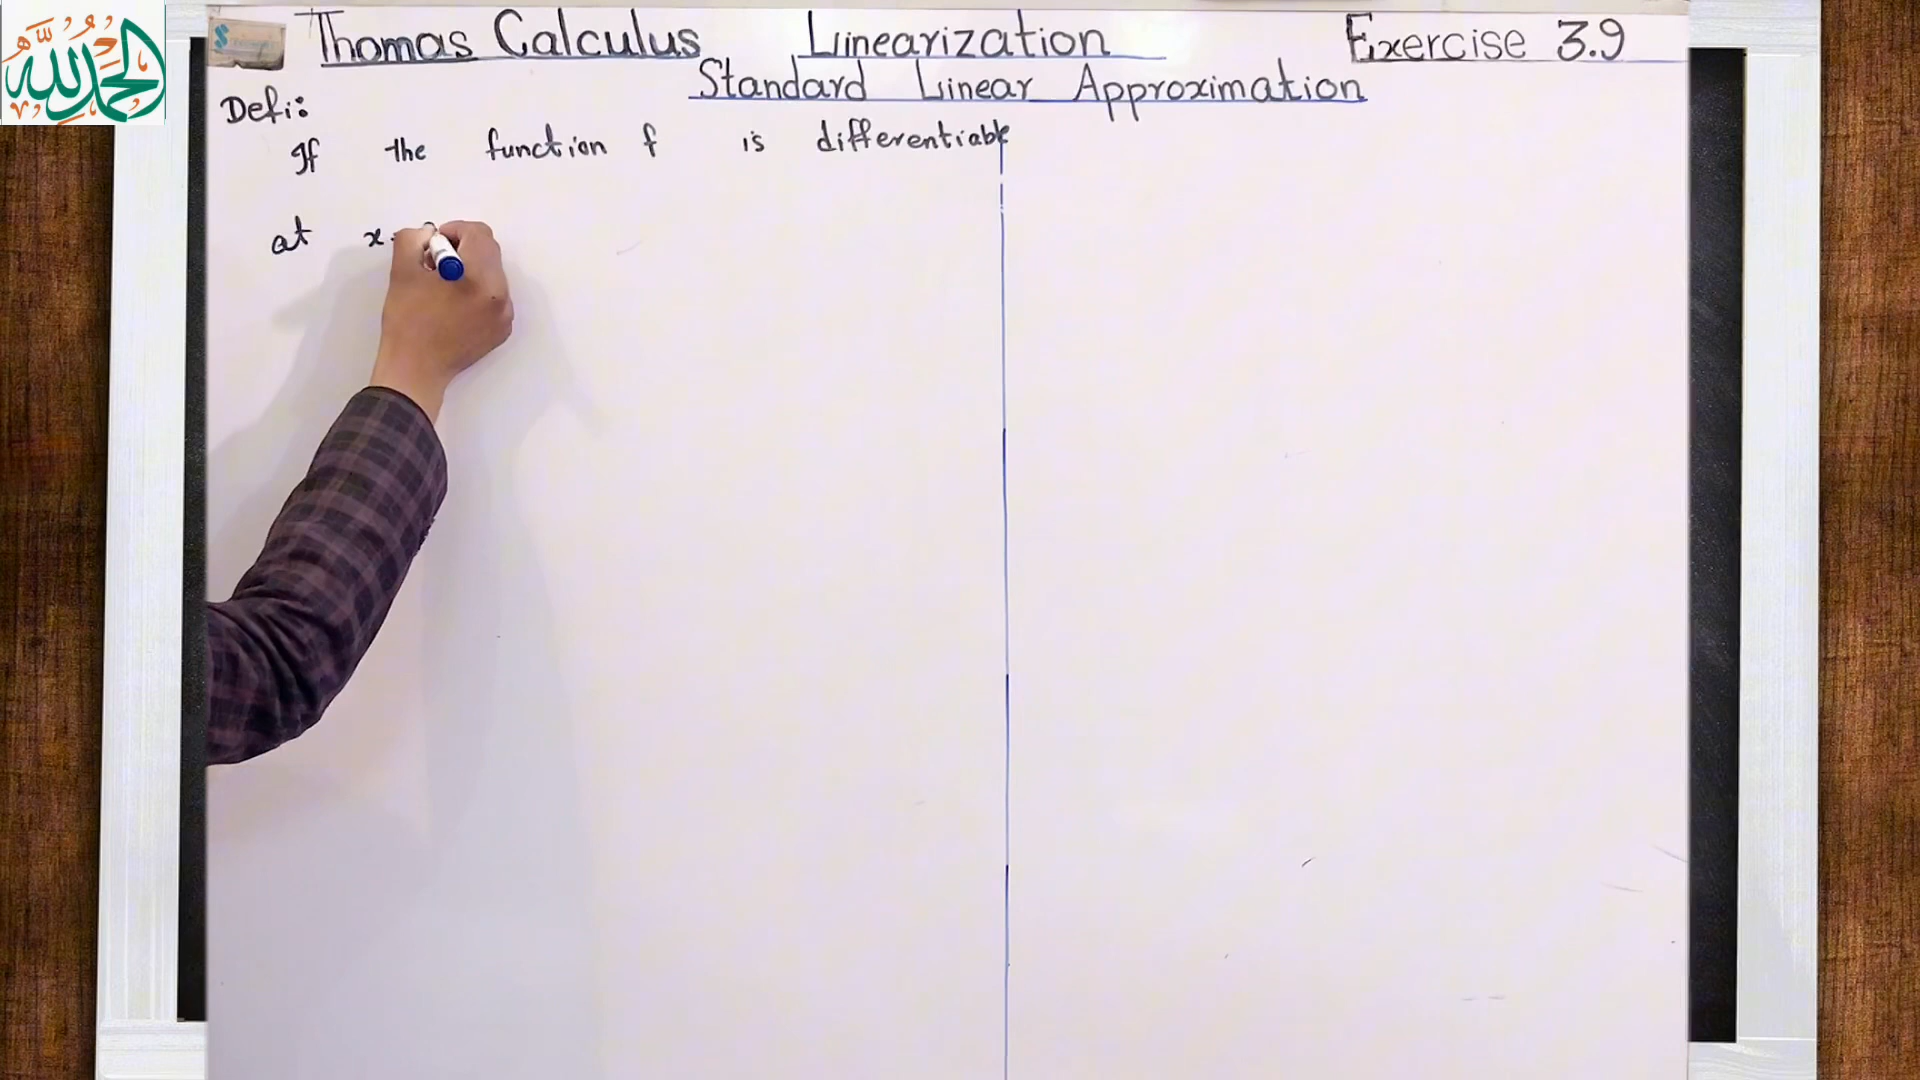 الحمد لله
Thomas Calculus Linearization Exercise 3.9
Standard Linear Approximation
Defi:
If the function f is differentiable
at x